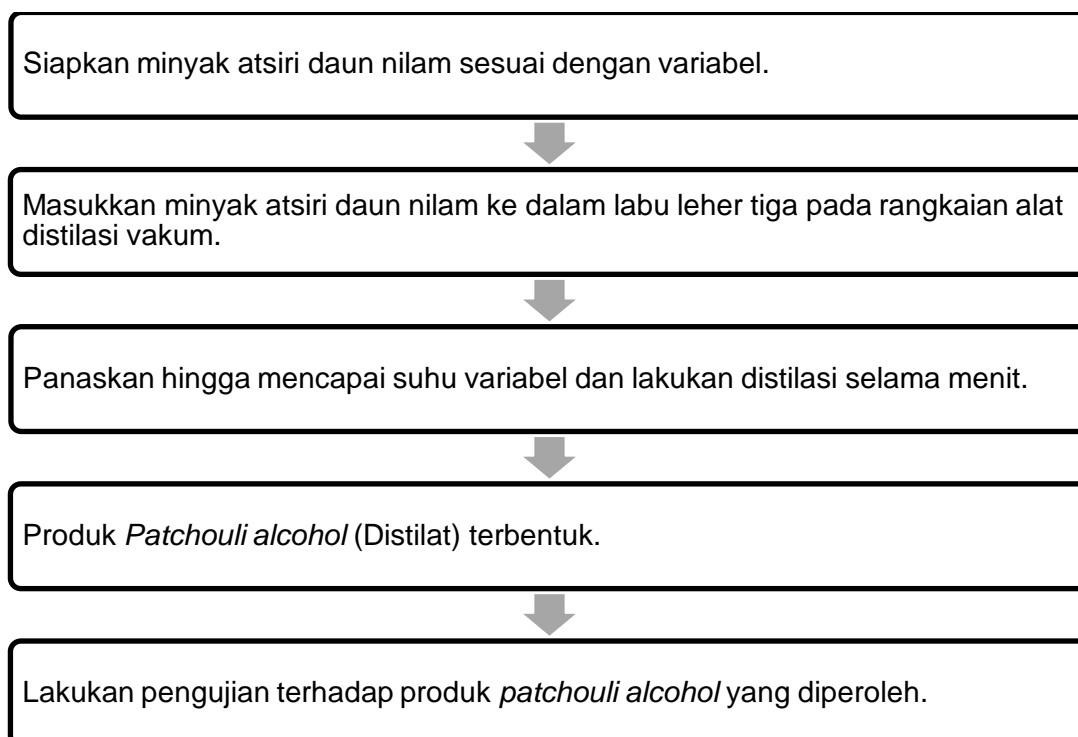 Siapkan minyak atsiri daun nilam sesuai dengan variabel.
Masukkan minyak atsiri daun nilam ke dalam labu leher tiga pada rangkaian alat
distilasi vakum.
Panaskan hingga mencapai suhu variabel dan lakukan distilasi selama menit.
Produk Patchouli alcohol (Distilat) terbentuk.
Lakukan pengujian terhadap produk patchouli alcohol yang diperoleh.